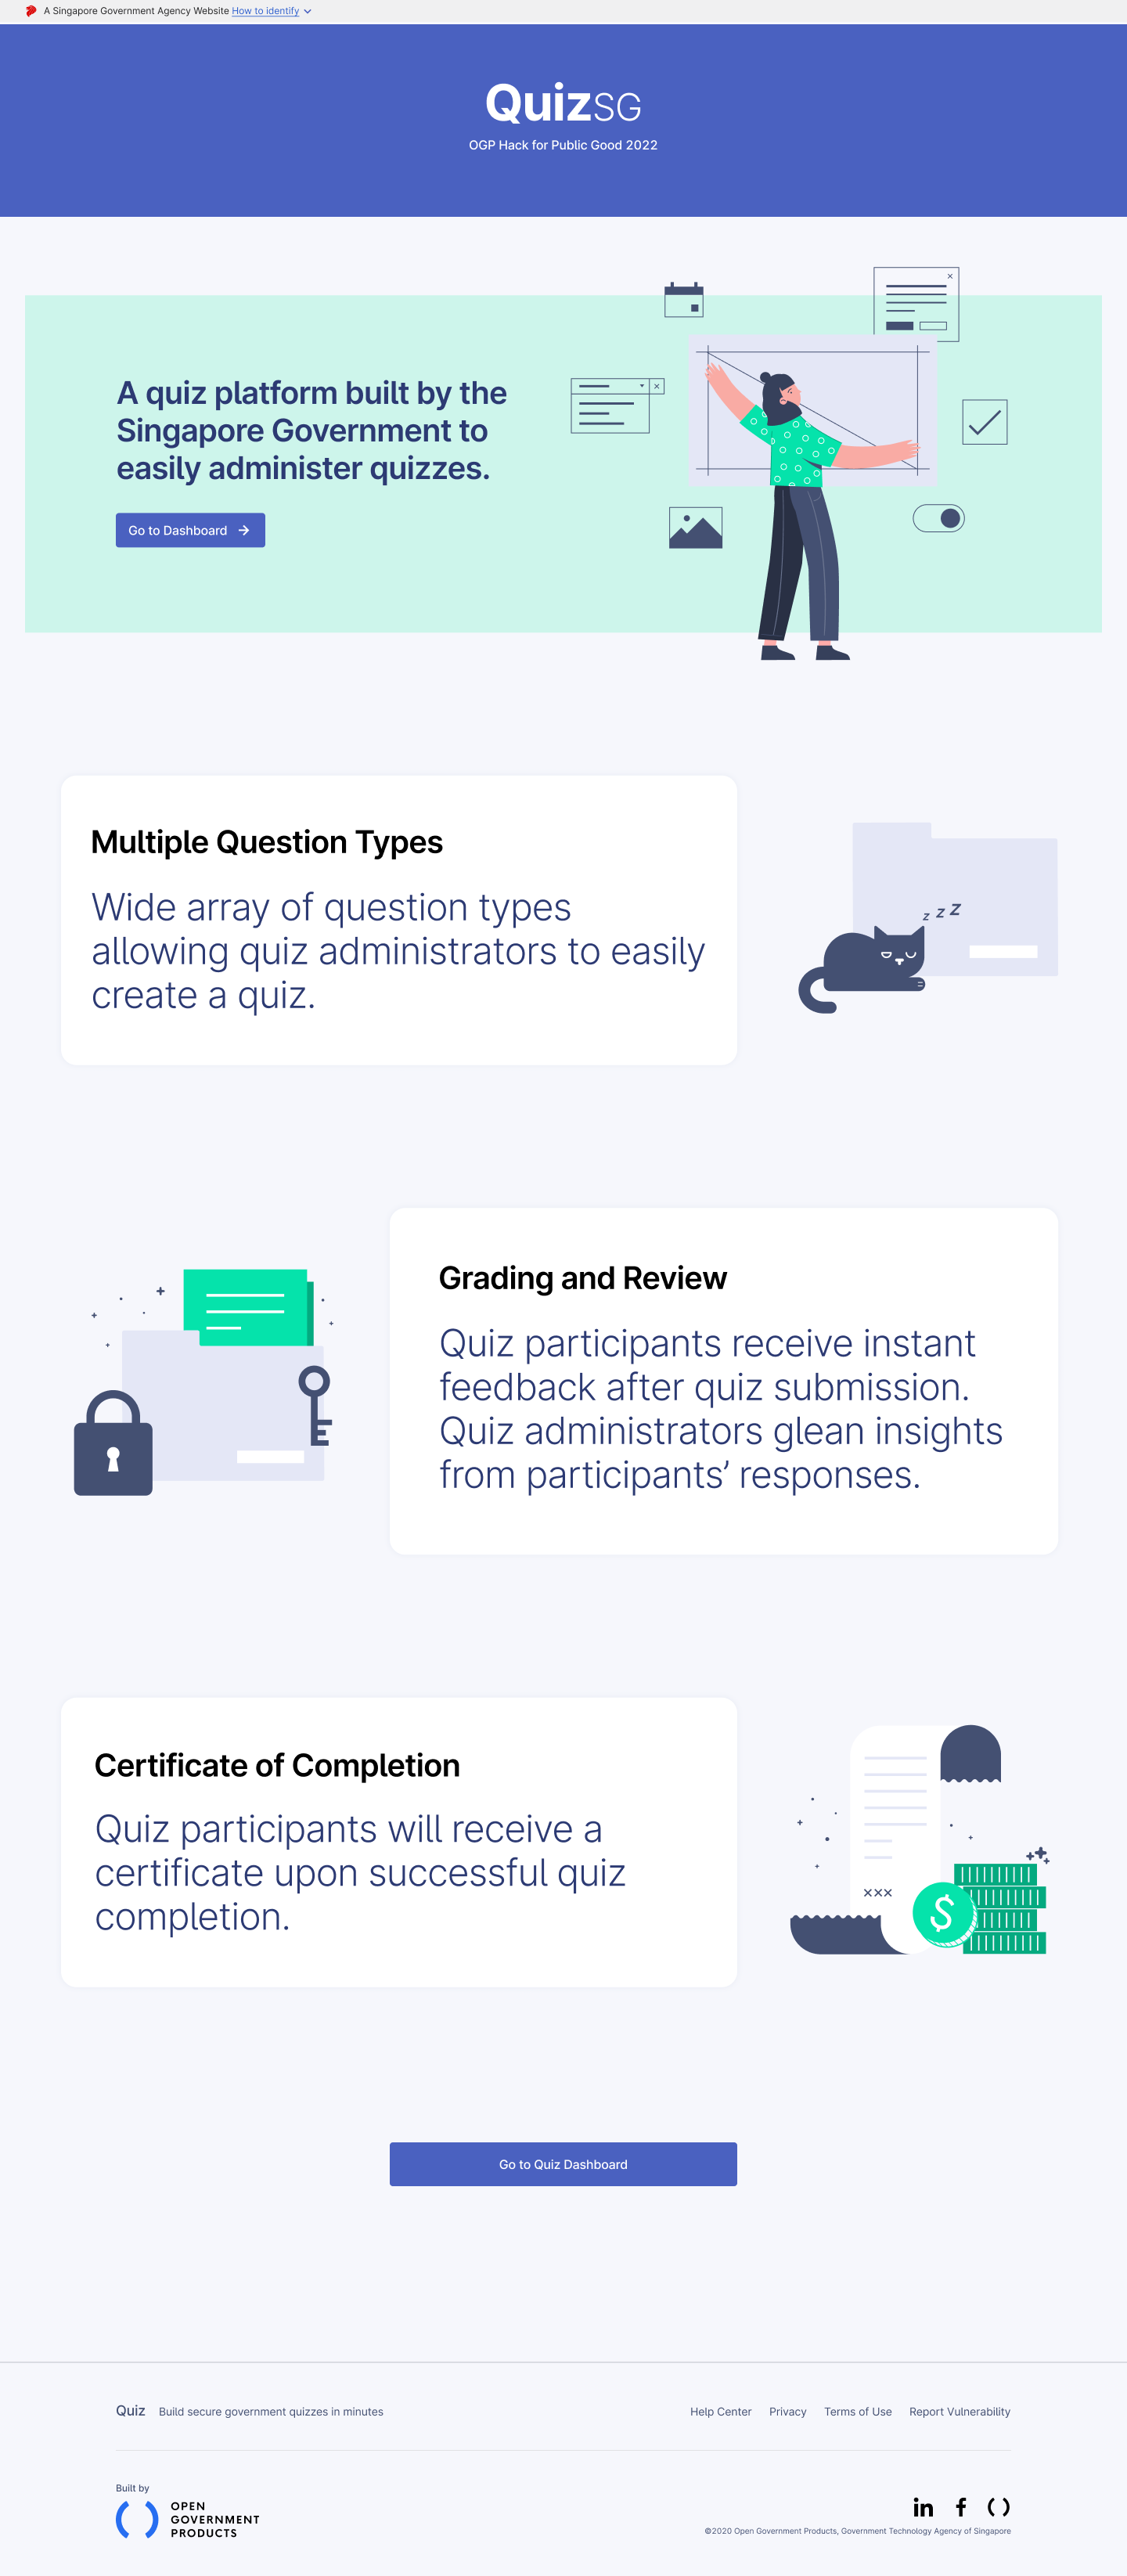 A Singapore Government Agency Website How to identify
QuizSG
OGP Hack for Public Good 2022
A quiz platform built by the
Singapore Government to
easily administer quizzes.
Go to Dashboard
Multiple Question Types
Wide array of question types
allowing quiz administrators to easily
create a quiz.
z z z
Grading and Review
Quiz participants receive instant
feedback after quiz submission.
Quiz administrators glean insights
from participants’ responses.
Certificate of Completion
Quiz participants will receive a
certificate upon successful quiz
completion.
$
Go to Quiz Dashboard
Quiz Build secure government quizzes in minutes
Help Center Privacy Terms of Use Report Vulnerability
Built by
OPEN
GOVERNMENT
PRODUCTS
in f
©2020 Open Government Products, Government Technology Agency of Singapore